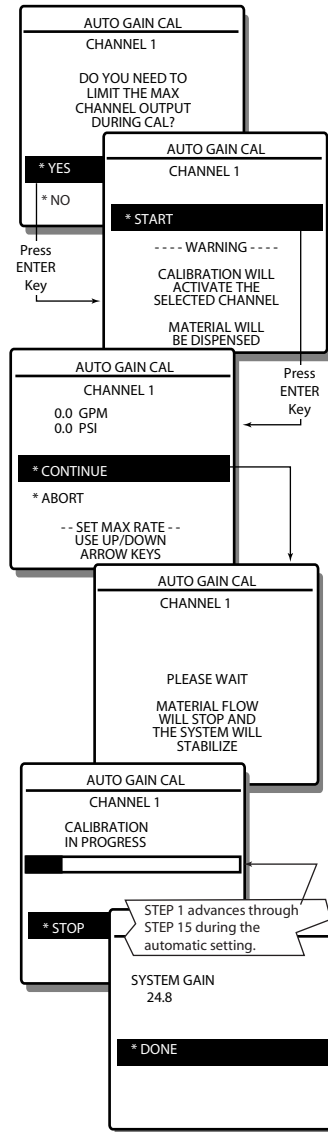 AUTO GAIN CAL
CHANNEL 1
DO YOU NEED TO
LIMIT THE MAX
CHANNEL OUTPUT
DURING CAL?
* YES
* NO
Press
ENTER
Key
AUTO GAIN CAL
CHANNEL 1
* START
- - - - WARNING - - - -
CALIBRATION WILL
ACTIVATE THE
SELECTED CHANNEL
MATERIAL WILL
BE DISPENSED
Press
ENTER
Key
AUTO GAIN CAL
CHANNEL 1
0.0 GPM
0.0 PSI
* CONTINUE
* ABORT
- - SET MAX RATE - -
USE UP/DOWN
ARROW KEYS
AUTO GAIN CAL
CHANNEL 1
PLEASE WAIT
MATERIAL FLOW
WILL STOP AND
THE SYSTEM WILL
STABILIZE
AUTO GAIN CAL
CHANNEL 1
CALIBRATION
IN PROGRESS
* STOP
STEP 1 advances through
STEP 15 during the
automatic setting.
SYSTEM GAIN
24.8
* DONE